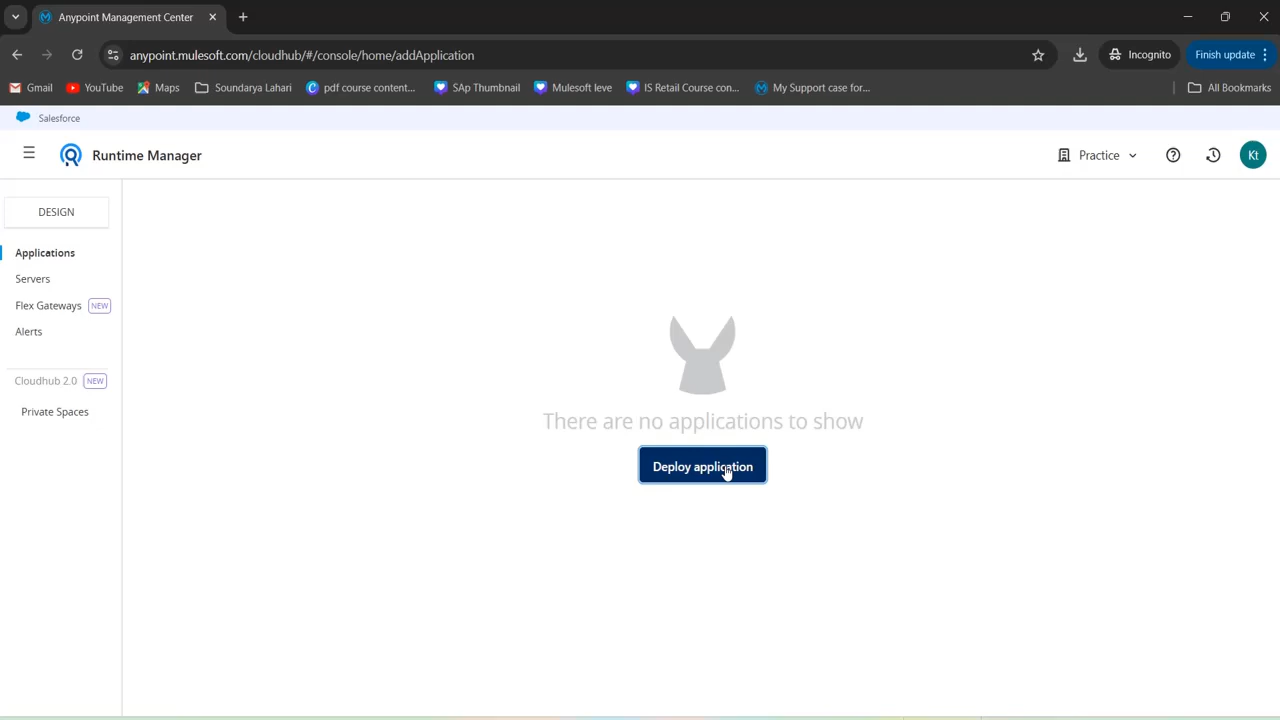 Anypoint Management Center
anypoint.mulesoft.com/cloudhub/#/console/home/addApplication
Incognito
Finish update
Gmail
YouTube
Maps
Soundarya Lahari
pdf course content...
SAp Thumbnail
Mulesoft leve
IS Retail Course con...
My Support case for...
All Bookmarks
Salesforce
Runtime Manager
Practice
Kt
DESIGN
Applications
Servers
Flex Gateways NEW
Alerts
Cloudhub 2.0 NEW
Private Spaces
There are no applications to show
Deploy application